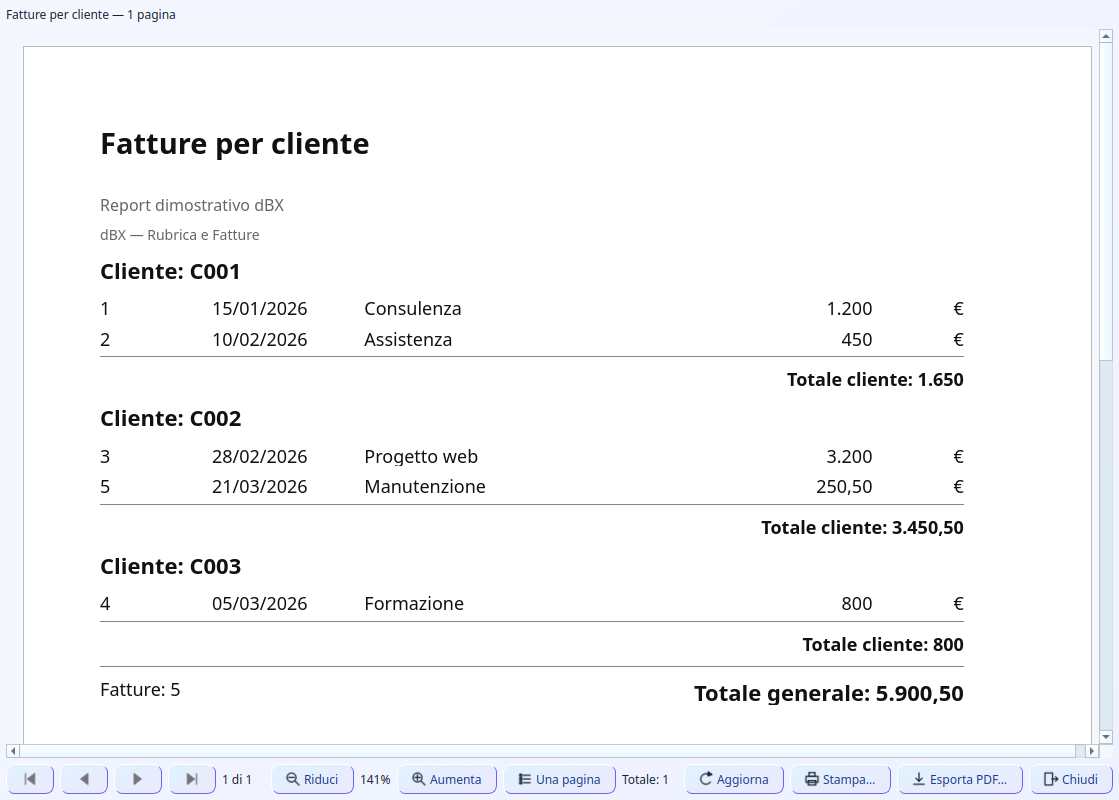 Fatture per cliente — 1 pagina
Fatture per cliente
Report dimostrativo dBX
dBX — Rubrica e Fatture
Cliente: C001
1 15/01/2026 Consulenza 1.200 €
2 10/02/2026 Assistenza 450 €
Totale cliente: 1.650
Cliente: C002
3 28/02/2026 Progetto web 3.200 €
5 21/03/2026 Manutenzione 250,50 €
Totale cliente: 3.450,50
Cliente: C003
4 05/03/2026 Formazione 800 €
Totale cliente: 800
Fatture: 5 Totale generale: 5.900,50
1 di 1 Riduci 141% Aumenta Una pagina Totale: 1 Aggiorna Stampa... Esporta PDF... Chiudi